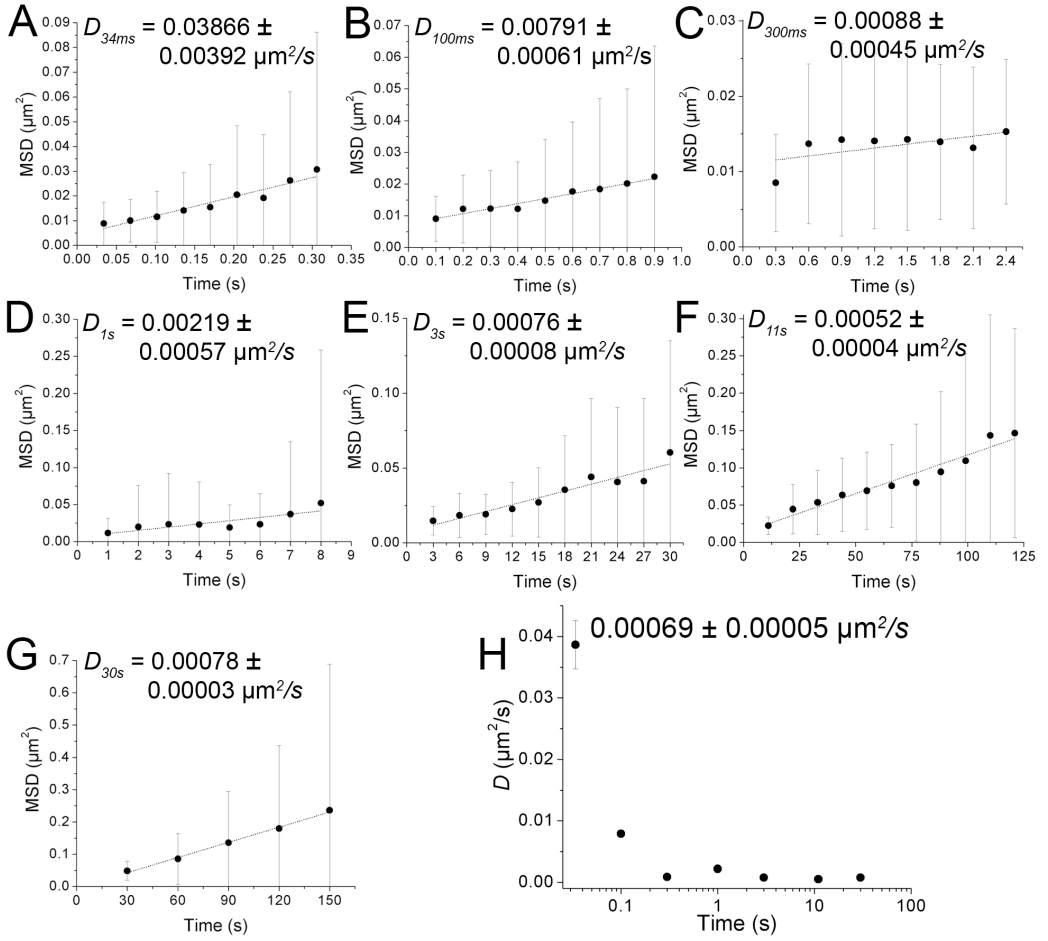 A
D34ms = 0.03866 ±
0.00392 µm²/s
0.09
0.08
0.07
0.06
0.05
0.04
0.03
0.02
0.01
0.00
MSD (µm²)
0.00 0.05 0.10 0.15 0.20 0.25 0.30 0.35
Time (s)
B
D100ms = 0.00791 ±
0.00061 µm²/s
0.07
0.06
0.05
0.04
0.03
0.02
0.01
0.00
MSD (µm²)
0.0 0.1 0.2 0.3 0.4 0.5 0.6 0.7 0.8 0.9 1.0
Time (s)
C
D300ms = 0.00088 ±
0.00045 µm²/s
0.03
0.02
0.01
0.00
MSD (µm²)
0.3 0.6 0.9 1.2 1.5 1.8 2.1 2.4
Time (s)
D
D1s = 0.00219 ±
0.00057 µm²/s
0.30
0.25
0.20
0.15
0.10
0.05
0.00
MSD (µm²)
0 1 2 3 4 5 6 7 8 9
Time (s)
E
D3s = 0.00076 ±
0.00008 µm²/s
0.15
0.10
0.05
0.00
MSD (µm²)
0 3 6 9 12 15 18 21 24 27 30
Time (s)
F
D11s = 0.00052 ±
0.00004 µm²/s
0.30
0.25
0.20
0.15
0.10
0.05
0.00
MSD (µm²)
0 25 50 75 100 125
Time (s)
G
D30s = 0.00078 ±
0.00003 µm²/s
0.7
0.6
0.5
0.4
0.3
0.2
0.1
0.0
MSD (µm²)
30 60 90 120 150
Time (s)
H
0.00069 ± 0.00005 µm²/s
0.04
0.03
0.02
0.01
0.00
D (µm²/s)
0.1 1 10 100
Time (s)